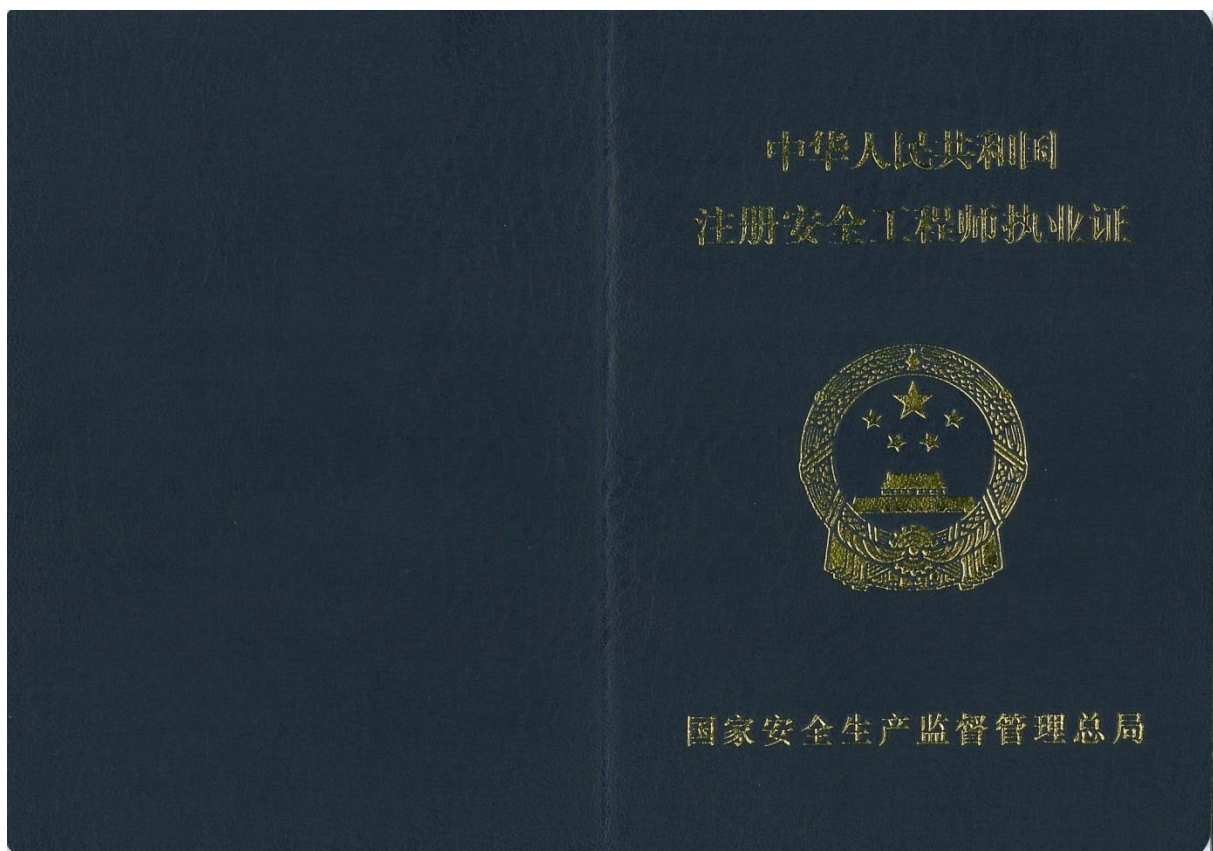 中华人民共和国
注册安全工程师执业证
国家安全生产监督管理总局